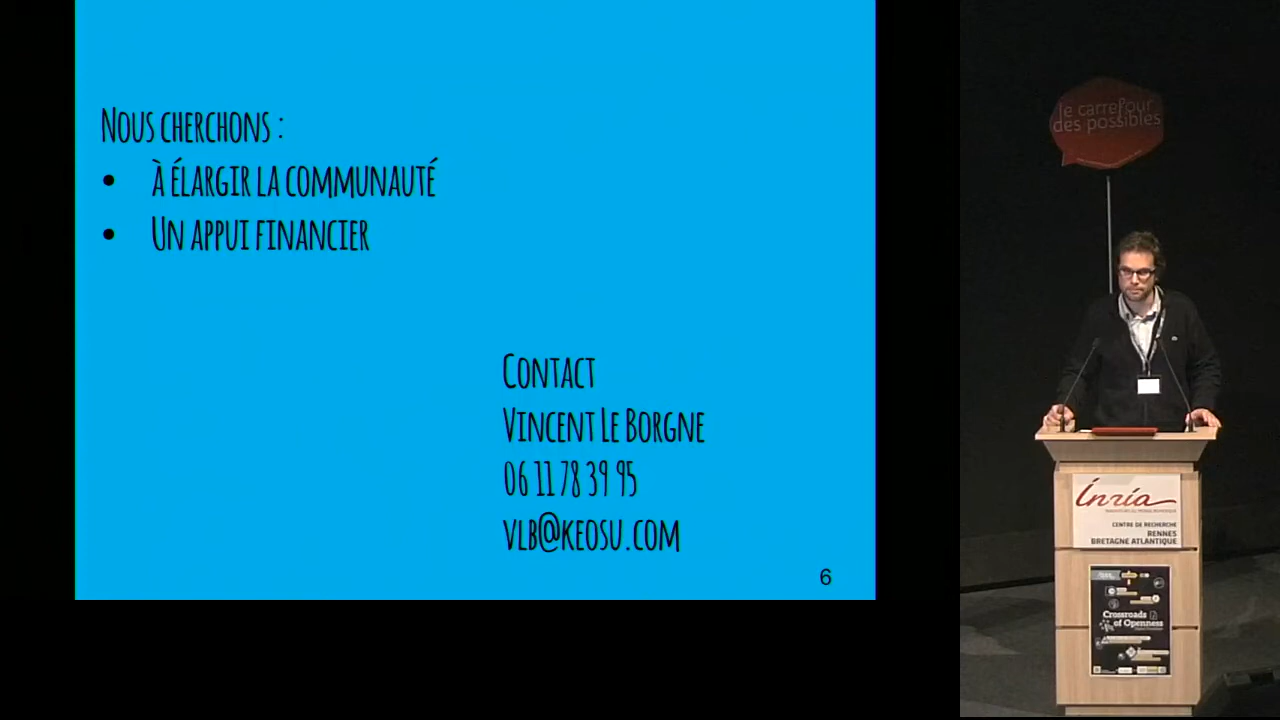 Nous cherchons :
• à élargir la communauté
• Un appui financier
Contact
Vincent Le Borgne
06 11 78 39 95
vlb@keosu.com
6
le carrefour
des possibles
Inria
CENTRE DE RECHERCHE
RENNES
BRETAGNE ATLANTIQUE
Crossroads
of Openness